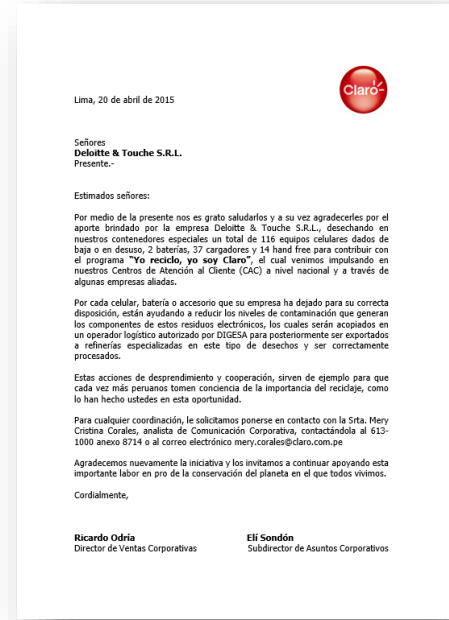 Claro
Lima, 20 de abril de 2015
Señores
Deloitte & Touche S.R.L.
Presente.-
Estimados señores:
Por medio de la presente nos es grato saludarlos y a su vez agradecerles por el
aporte brindado por la empresa Deloitte & Touche S.R.L., desechando en
nuestros contenedores especiales un total de 116 equipos celulares dados de
baja o en desuso, 2 baterías, 37 cargadores y 14 hand free para contribuir con
el programa "Yo reciclo, yo soy Claro", el cual venimos impulsando en
nuestros Centros de Atención al Cliente (CAC) a nivel nacional y a través de
algunas empresas aliadas.
Por cada celular, batería o accesorio que su empresa ha dejado para su correcta
disposición, están ayudando a reducir los niveles de contaminación que generan
los componentes de estos residuos electrónicos, los cuales serán acopiados en
un operador logístico autorizado por DIGESA para posteriormente ser exportados
a refinerías especializadas en este tipo de desechos y ser correctamente
procesados.
Estas acciones de desprendimiento y cooperación, sirven de ejemplo para que
cada vez más peruanos tomen conciencia de la importancia del reciclaje, como
lo han hecho ustedes en esta oportunidad.
Para cualquier coordinación, le solicitamos ponerse en contacto con la Srta. Mery
Cristina Corales, analista de Comunicación Corporativa, contactándola al 613-
1000 anexo 8714 o al correo electrónico mery.corales@claro.com.pe
Agradecemos nuevamente la iniciativa y los invitamos a continuar apoyando esta
importante labor en pro de la conservación del planeta en el que todos vivimos.
Cordialmente,
Ricardo Odría
Director de Ventas Corporativas
Elí Sondón
Subdirector de Asuntos Corporativos